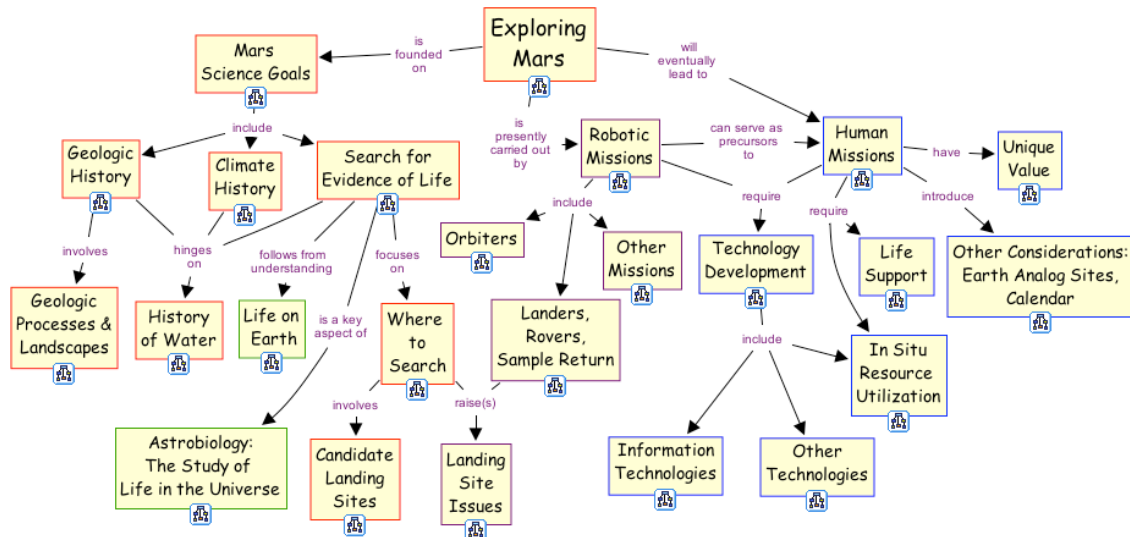 Exploring
Mars
is
founded
on
will
eventually
lead to
Mars
Science Goals
is
presently
carried out
by
Robotic
Missions
can serve as
precursors
to
Human
Missions
have
Unique
Value
include
Geologic
History
Climate
History
Search for
Evidence of Life
include
require
require
introduce
Orbiters
Other
Missions
Technology
Development
Life
Support
Other Considerations:
Earth Analog Sites,
Calendar
involves
hinges
on
follows from
understanding
focuses
on
is a key
aspect of
Geologic
Processes &
Landscapes
History
of Water
Life on
Earth
Where
to
Search
Landers,
Rovers,
Sample Return
include
In Situ
Resource
Utilization
involves
raise(s)
Astrobiology:
The Study of
Life in the Universe
Candidate
Landing
Sites
Landing
Site
Issues
Information
Technologies
Other
Technologies